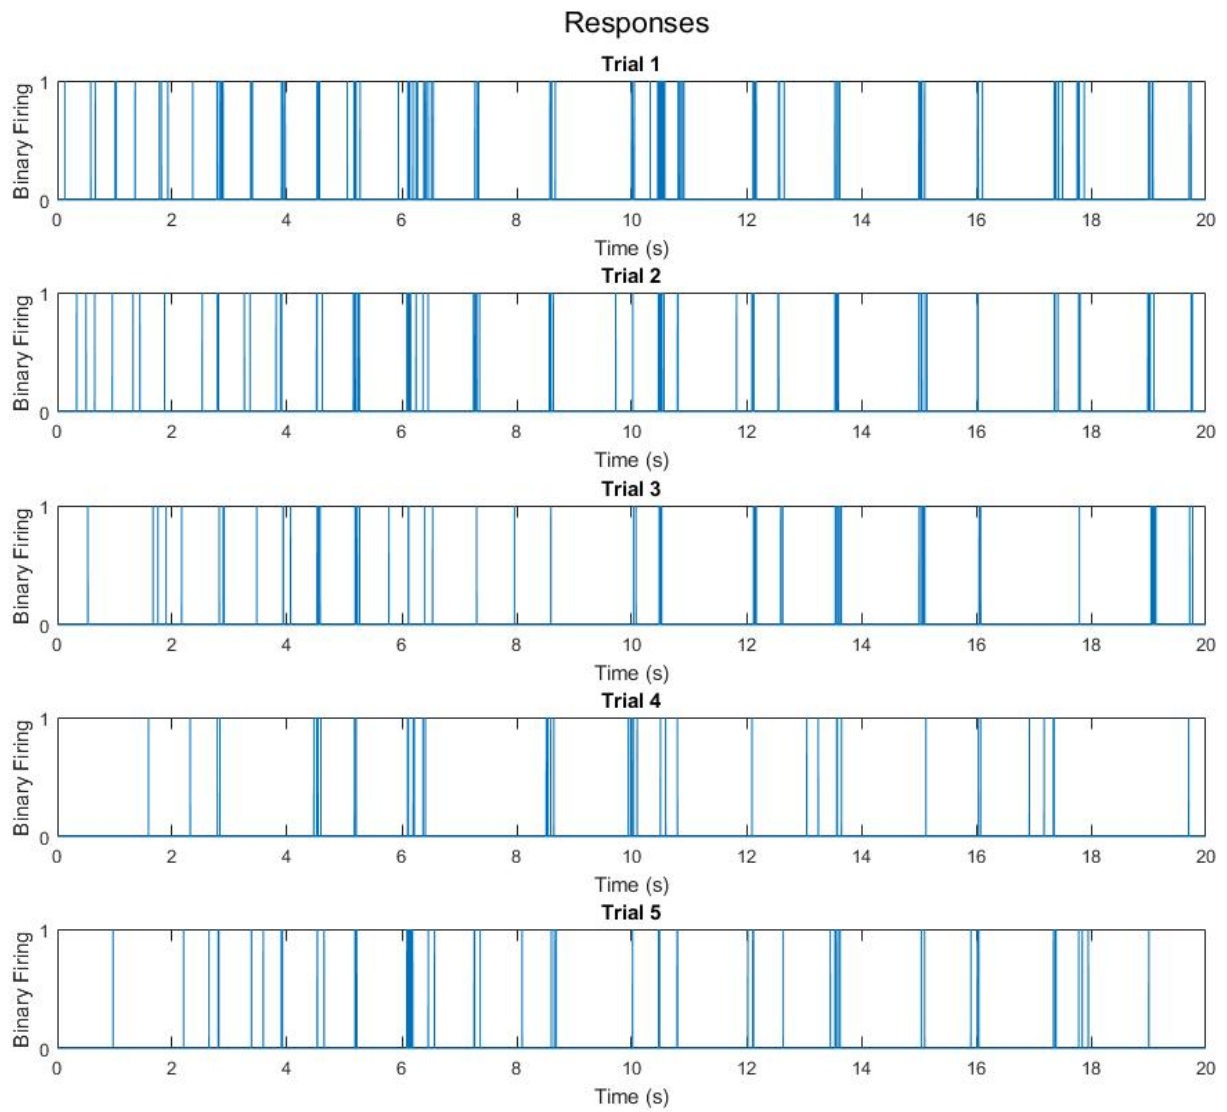 Responses
Trial 1
Binary Firing
1
0
0 2 4 6 8 10 12 14 16 18 20
Time (s)
Trial 2
Binary Firing
1
0
0 2 4 6 8 10 12 14 16 18 20
Time (s)
Trial 3
Binary Firing
1
0
0 2 4 6 8 10 12 14 16 18 20
Time (s)
Trial 4
Binary Firing
1
0
0 2 4 6 8 10 12 14 16 18 20
Time (s)
Trial 5
Binary Firing
1
0
0 2 4 6 8 10 12 14 16 18 20
Time (s)